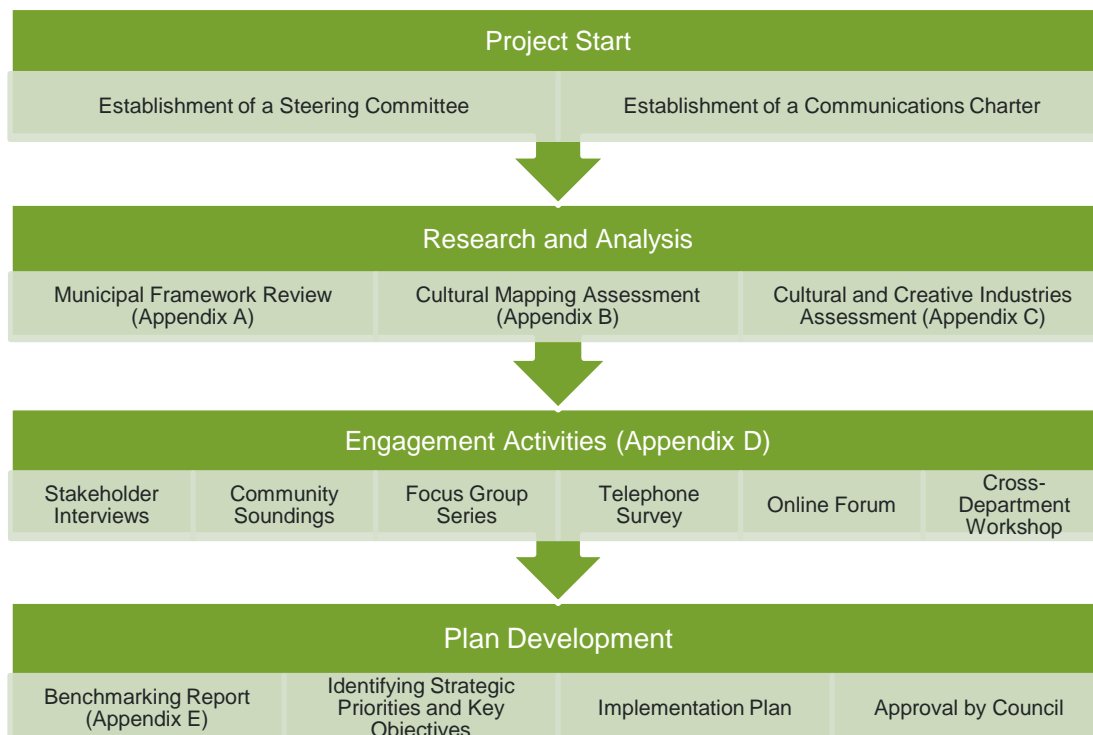 Project Start
Establishment of a Steering Committee
Establishment of a Communications Charter
Research and Analysis
Municipal Framework Review
(Appendix A)
Cultural Mapping Assessment
(Appendix B)
Cultural and Creative Industries
Assessment (Appendix C)
Engagement Activities (Appendix D)
Stakeholder
Interviews
Community
Soundings
Focus Group
Series
Telephone
Survey
Online Forum
Cross-
Department
Workshop
Plan Development
Benchmarking Report
(Appendix E)
Identifying Strategic
Priorities and Key
Objectives
Implementation Plan
Approval by Council